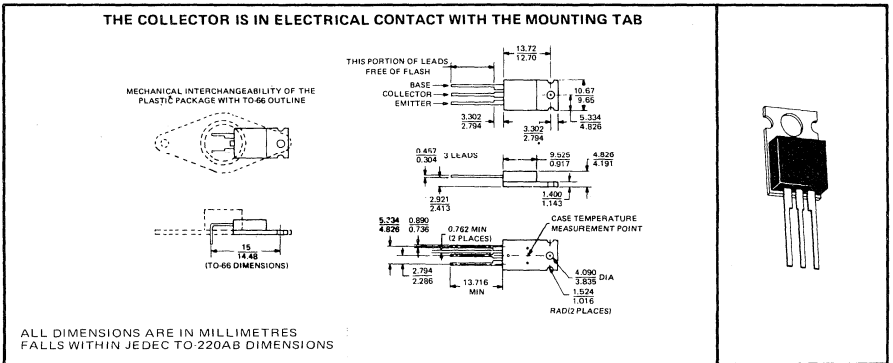 THE COLLECTOR IS IN ELECTRICAL CONTACT WITH THE MOUNTING TAB
MECHANICAL INTERCHANGEABILITY OF THE
PLASTIC PACKAGE WITH TO-66 OUTLINE
15
14.48
(TO-66 DIMENSIONS)
THIS PORTION OF LEADS
FREE OF FLASH
BASE
COLLECTOR
EMITTER
13.72
12.70
10.67
9.65
3.302
2.794
3.302
2.794
5.334
4.826
0.457
0.304
3 LEADS
9.525
0.917
4.826
4.191
2.921
2.413
1.400
1.143
5.334
4.826
0.890
0.736
0.762 MIN
(2 PLACES)
CASE TEMPERATURE
MEASUREMENT POINT
2.794
2.286
13.716
MIN
4.090
3.835
DIA
1.524
1.016
RAD(2 PLACES)
ALL DIMENSIONS ARE IN MILLIMETRES
FALLS WITHIN JEDEC TO-220AB DIMENSIONS